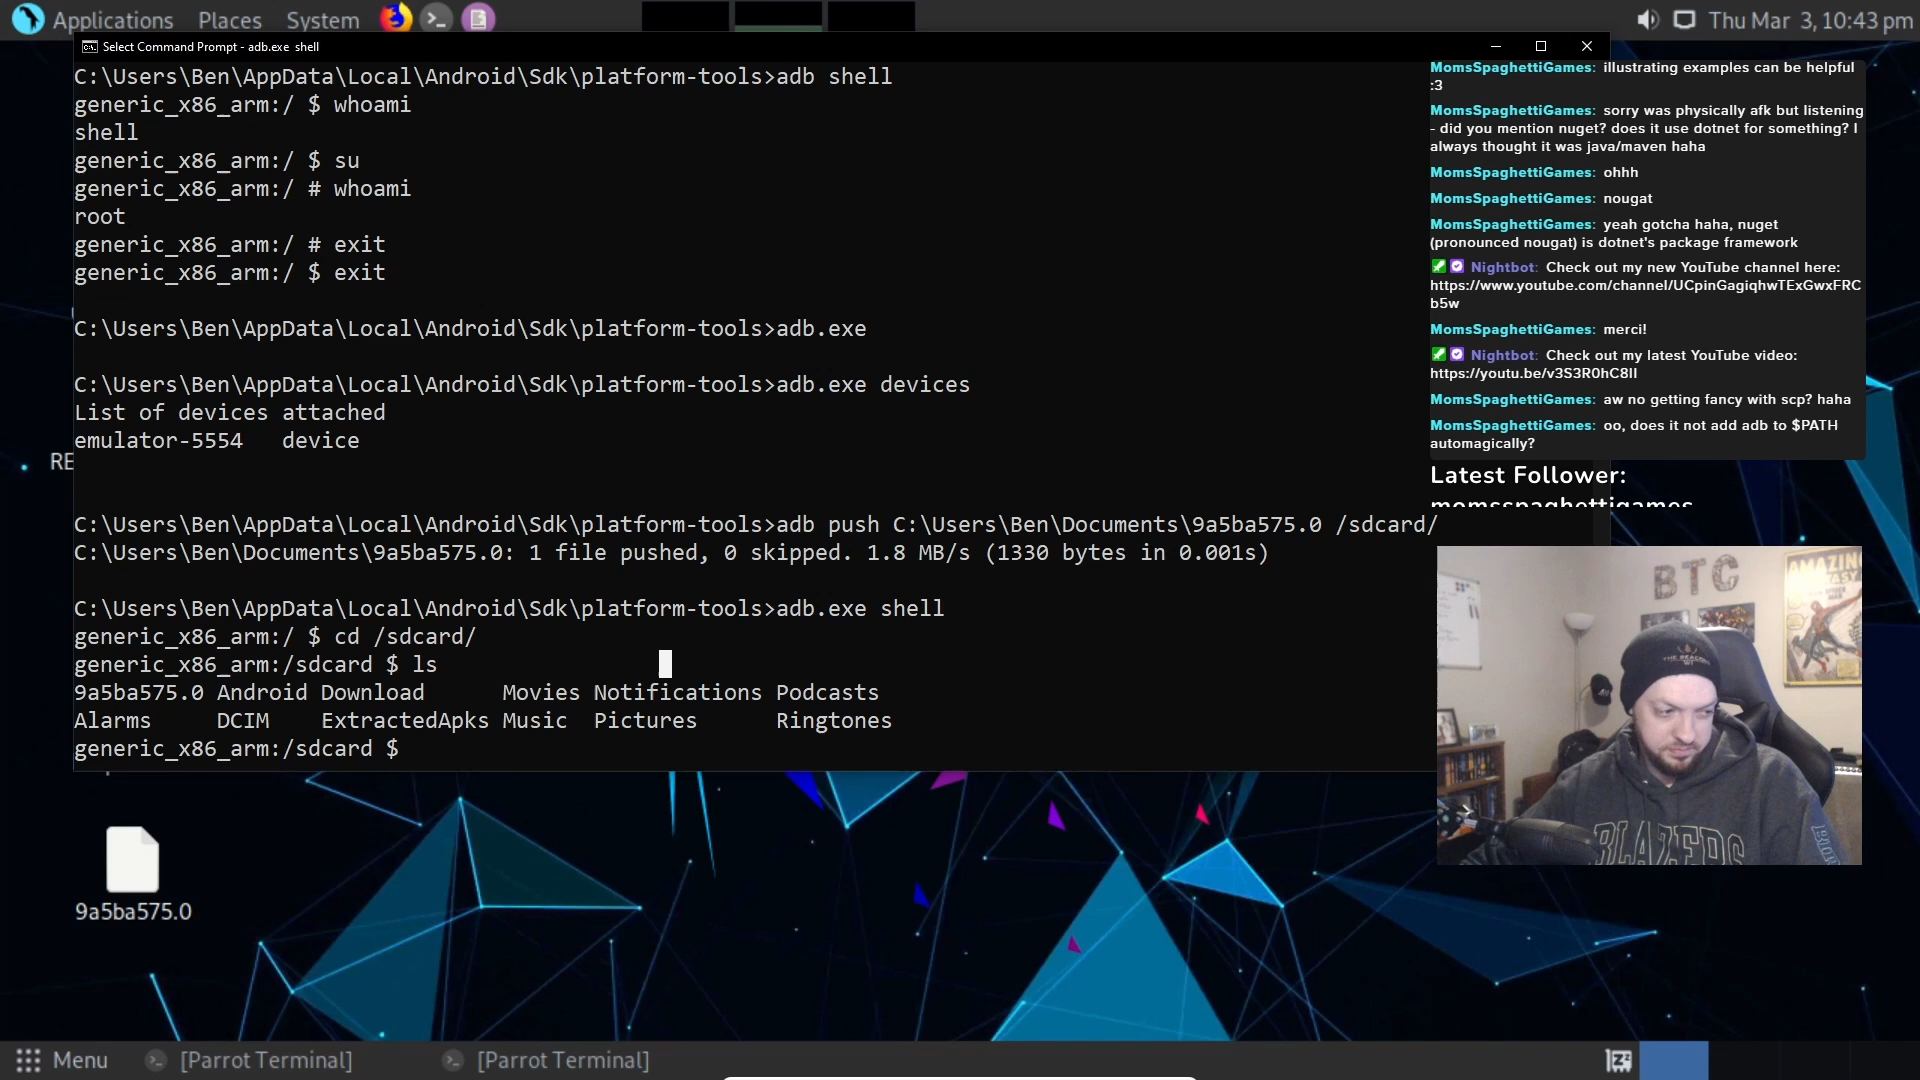 Applications Places System Thu Mar 3, 10:43 pm
Select Command Prompt - adb.exe shell
C:\Users\Ben\AppData\Local\Android\Sdk\platform-tools>adb shell
generic_x86_arm:/ $ whoami
shell
generic_x86_arm:/ $ su
generic_x86_arm:/ # whoami
root
generic_x86_arm:/ # exit
generic_x86_arm:/ $ exit
C:\Users\Ben\AppData\Local\Android\Sdk\platform-tools>adb.exe
C:\Users\Ben\AppData\Local\Android\Sdk\platform-tools>adb.exe devices
List of devices attached
emulator-5554 device
C:\Users\Ben\AppData\Local\Android\Sdk\platform-tools>adb push C:\Users\Ben\Documents\9a5ba575.0 /sdcard/
C:\Users\Ben\Documents\9a5ba575.0: 1 file pushed, 0 skipped. 1.8 MB/s (1330 bytes in 0.001s)
C:\Users\Ben\AppData\Local\Android\Sdk\platform-tools>adb.exe shell
generic_x86_arm:/ $ cd /sdcard/
generic_x86_arm:/sdcard $ ls
9a5ba575.0 Android Download Movies Notifications Podcasts
Alarms DCIM ExtractedApks Music Pictures Ringtones
generic_x86_arm:/sdcard $
MomsSpaghettiGames: illustrating examples can be helpful
:3
MomsSpaghettiGames: sorry was physically afk but listening
- did you mention nuget? does it use dotnet for something? I
always thought it was java/maven haha
MomsSpaghettiGames: ohhh
MomsSpaghettiGames: nougat
MomsSpaghettiGames: yeah gotcha haha, nuget
(pronounced nougat) is dotnet's package framework
Nightbot: Check out my new YouTube channel here:
https://www.youtube.com/channel/UCpinGagiqhwTExGwxFRC
b5w
MomsSpaghettiGames: merci!
Nightbot: Check out my latest YouTube video:
https://youtu.be/v3S3R0hC8lI
MomsSpaghettiGames: aw no getting fancy with scp? haha
MomsSpaghettiGames: oo, does it not add adb to $PATH
automagically?
Latest Follower:
momsspaghettigames
RE
BTC
AMAZING
BLAZERS
9a5ba575.0
Menu [Parrot Terminal] [Parrot Terminal]